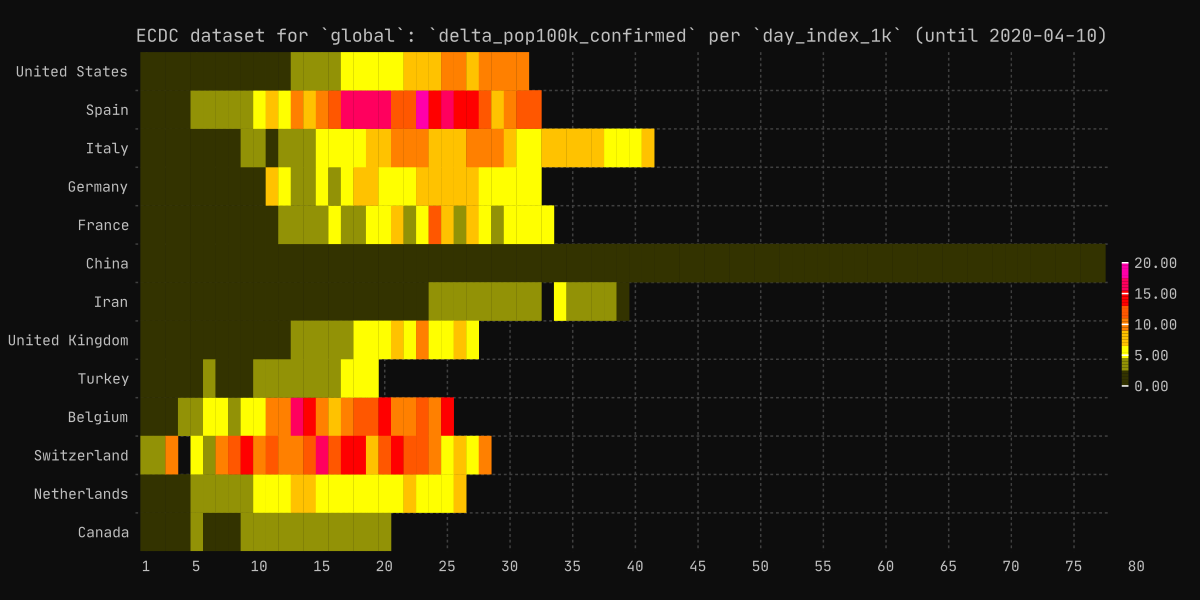 ECDC dataset for `global`: `delta_pop100k_confirmed` per `day_index_1k` (until 2020-04-10)
United States
Spain
Italy
Germany
France
China
Iran
United Kingdom
Turkey
Belgium
Switzerland
Netherlands
Canada
20.00
15.00
10.00
5.00
0.00
1 5 10 15 20 25 30 35 40 45 50 55 60 65 70 75 80